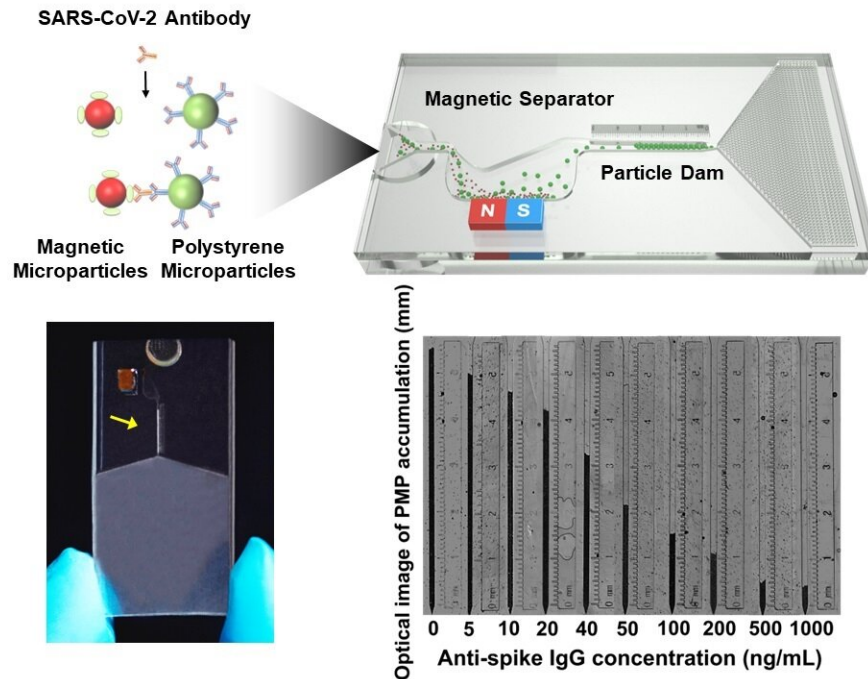 SARS-CoV-2 Antibody
Magnetic Separator
Particle Dam
N S
Magnetic Polystyrene
Microparticles Microparticles
Optical image of PMP accumulation (mm)
0 5 10 20 40 50 100 200 500 1000
Anti-spike IgG concentration (ng/mL)